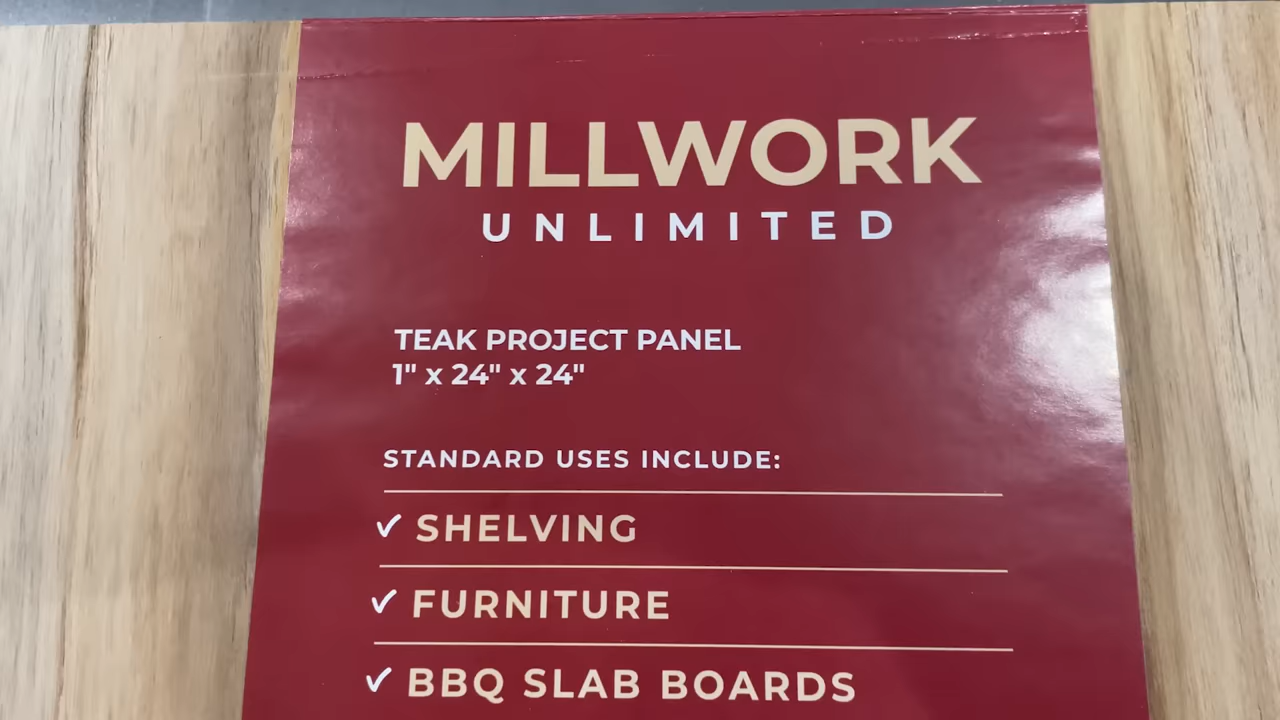 MILLWORK
UNLIMITED
TEAK PROJECT PANEL
1" x 24" x 24"
STANDARD USES INCLUDE:
✓ SHELVING
✓ FURNITURE
✓ BBQ SLAB BOARDS